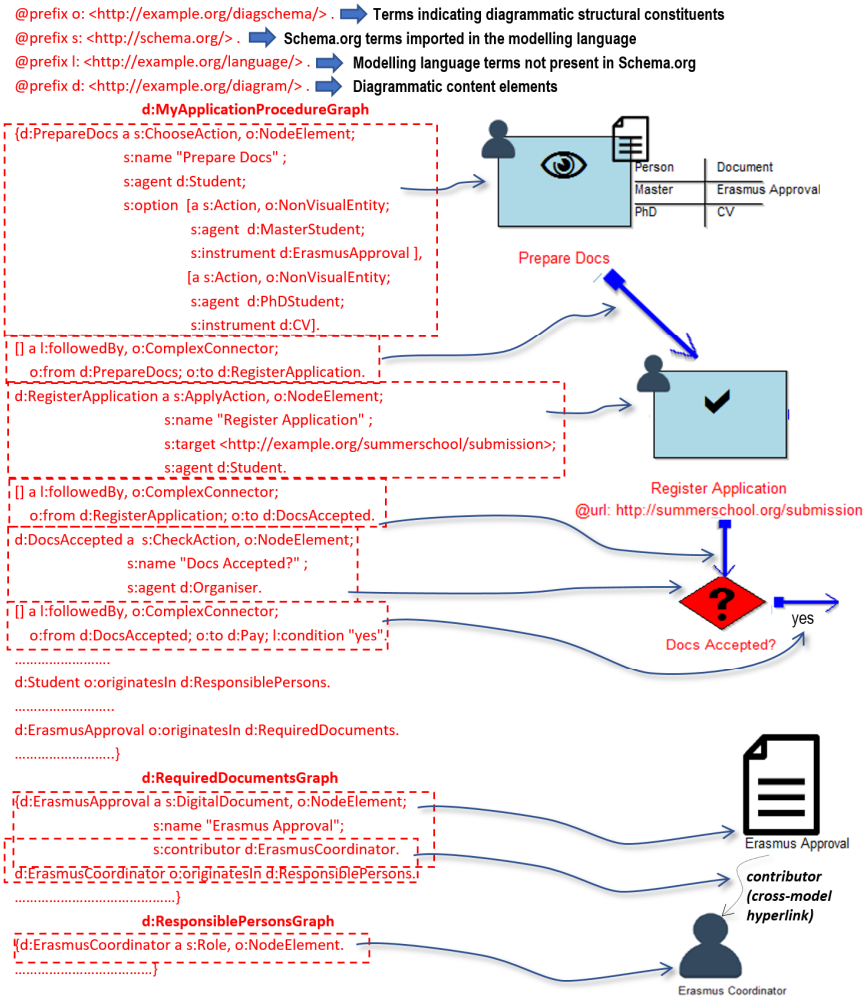 @prefix o: <http://example.org/diagschema/> . Terms indicating diagrammatic structural constituents
@prefix s: <http://schema.org/> . Schema.org terms imported in the modelling language
@prefix l: <http://example.org/language/> . Modelling language terms not present in Schema.org
@prefix d: <http://example.org/diagram/> . Diagrammatic content elements
d:MyApplicationProcedureGraph
{d:PrepareDocs a s:ChooseAction, o:NodeElement;
s:name "Prepare Docs" ;
s:agent d:Student;
s:option [a s:Action, o:NonVisualEntity;
s:agent d:MasterStudent;
s:instrument d:ErasmusApproval ],
[a s:Action, o:NonVisualEntity;
s:agent d:PhDStudent;
s:instrument d:CV].
Person Document
Master Erasmus Approval
PhD CV
Prepare Docs
[] a l:followedBy, o:ComplexConnector;
o:from d:PrepareDocs; o:to d:RegisterApplication.
d:RegisterApplication a s:ApplyAction, o:NodeElement;
s:name "Register Application" ;
s:target <http://example.org/summerschool/submission>;
s:agent d:Student.
Register Application
@url: http://summerschool.org/submission
[] a l:followedBy, o:ComplexConnector;
o:from d:RegisterApplication; o:to d:DocsAccepted.
d:DocsAccepted a s:CheckAction, o:NodeElement;
s:name "Docs Accepted?" ;
s:agent d:Organiser.
?
yes
Docs Accepted?
[] a l:followedBy, o:ComplexConnector;
o:from d:DocsAccepted; o:to d:Pay; l:condition "yes".
…………………….
d:Student o:originatesIn d:ResponsiblePersons.
……………………..
d:ErasmusApproval o:originatesIn d:RequiredDocuments.
……………………..}
d:RequiredDocumentsGraph
{d:ErasmusApproval a s:DigitalDocument, o:NodeElement;
s:name "Erasmus Approval";
s:contributor d:ErasmusCoordinator.
d:ErasmusCoordinator o:originatesIn d:ResponsiblePersons.
……………………………………}
Erasmus Approval
contributor
(cross-model
hyperlink)
d:ResponsiblePersonsGraph
{d:ErasmusCoordinator a s:Role, o:NodeElement.
………………………………}
Erasmus Coordinator